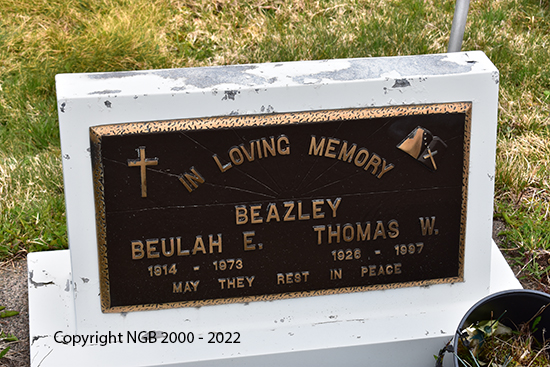 IN LOVING MEMORY
BEAZLEY
BEULAH E. THOMAS W.
1914 - 1973 1926 - 1997
MAY THEY REST IN PEACE
Copyright NGB 2000 - 2022